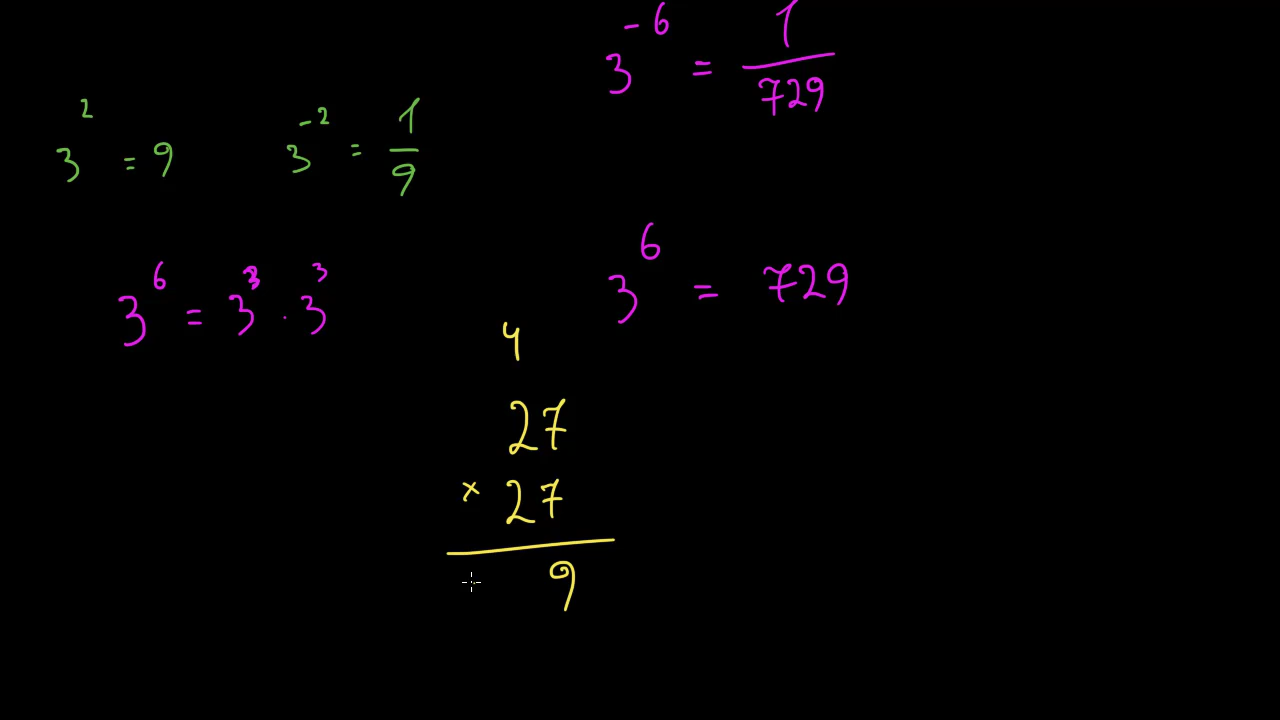 3^-6 = 1/729
3^2 = 9    3^-2 = 1/9
3^6 = 3^3 · 3^3    3^6 = 729
4
27
× 27
9